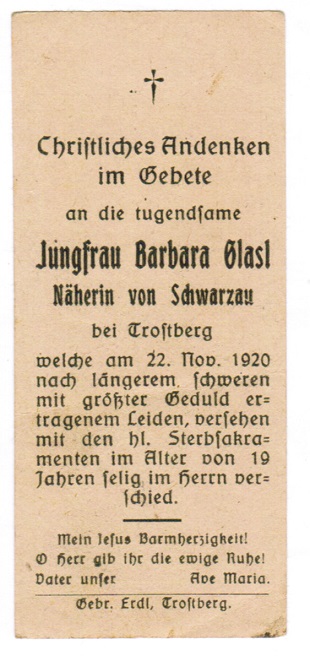 Chriſtliches Andenken
im Gebete
an die tugendſame
Jungfrau Barbara Glasl
Näherin von Schwarzau
bei Troſtberg
welche am 22. Nov. 1920
nach längerem ſchweren
mit größter Geduld er=
tragenem Leiden, verſehen
mit den hl. Sterbſakra=
menten im Alter von 19
Jahren ſelig im Herrn ver=
ſchied.
Mein Jeſus Barmherzigkeit!
O Herr gib ihr die ewige Ruhe!
Vater unſer Ave Maria.
Gebr. Erdl, Troſtberg.